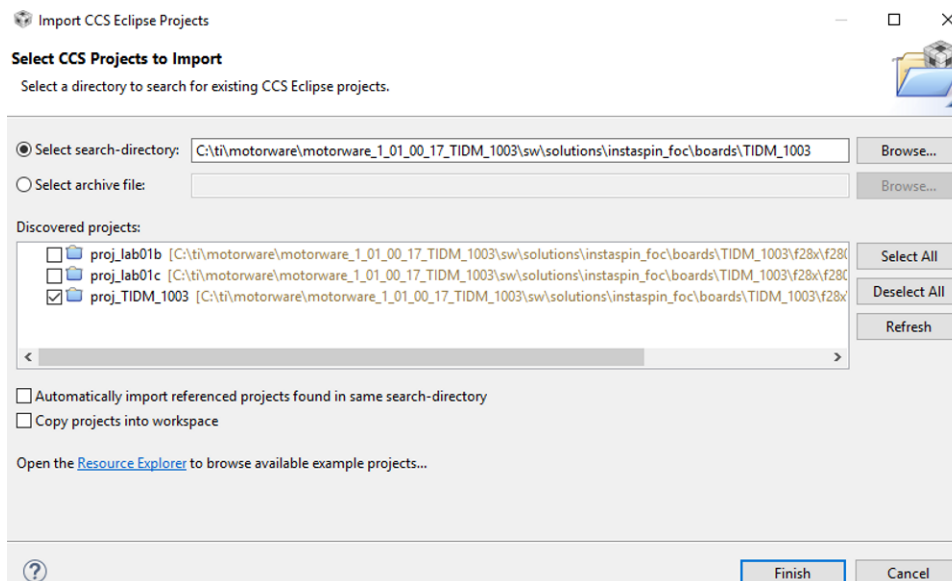 Import CCS Eclipse Projects
Select CCS Projects to Import
Select a directory to search for existing CCS Eclipse projects.
Select search-directory: C:\ti\motorware\motorware_1_01_00_17_TIDM_1003\sw\solutions\instaspin_foc\boards\TIDM_1003 Browse...
Select archive file: Browse...
Discovered projects:
proj_lab01b [C:\ti\motorware\motorware_1_01_00_17_TIDM_1003\sw\solutions\instaspin_foc\boards\TIDM_1003\f28x\f280 Select All
proj_lab01c [C:\ti\motorware\motorware_1_01_00_17_TIDM_1003\sw\solutions\instaspin_foc\boards\TIDM_1003\f28x\f280
proj_TIDM_1003 [C:\ti\motorware\motorware_1_01_00_17_TIDM_1003\sw\solutions\instaspin_foc\boards\TIDM_1003\f28x Deselect All
Refresh
Automatically import referenced projects found in same search-directory
Copy projects into workspace
Open the Resource Explorer to browse available example projects...
? Finish Cancel